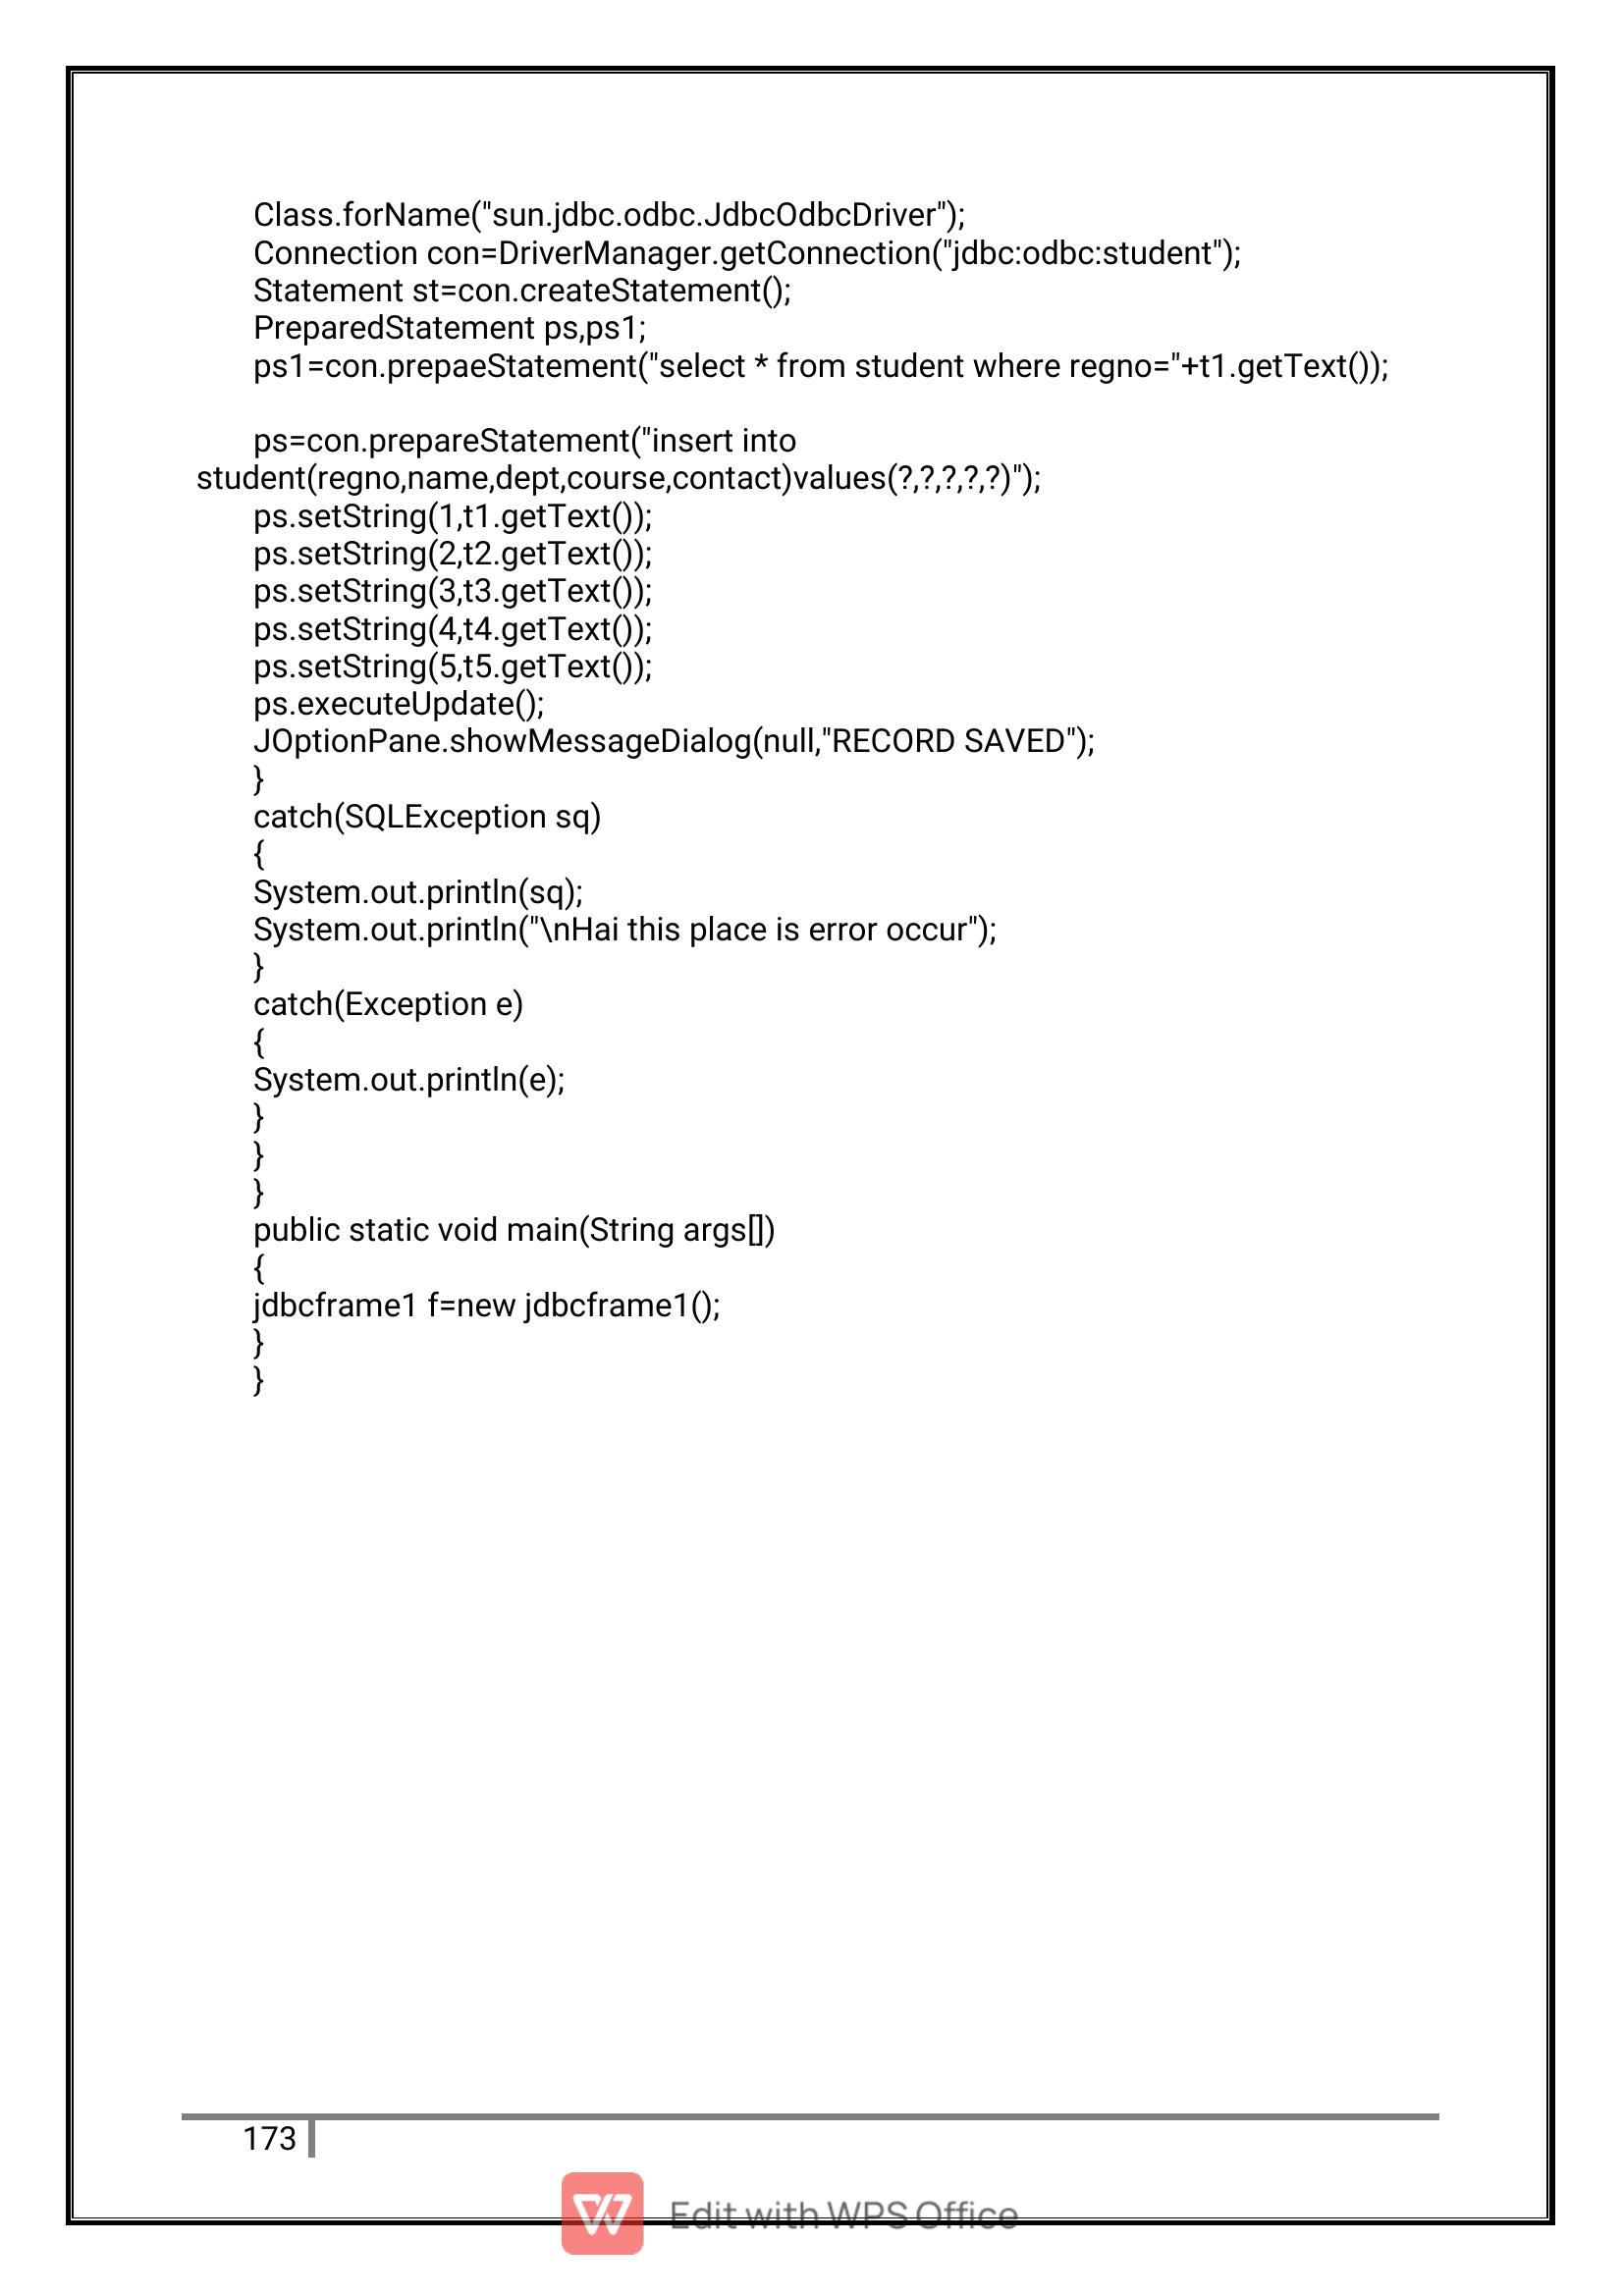 Class.forName("sun.jdbc.odbc.JdbcOdbcDriver");
Connection con=DriverManager.getConnection("jdbc:odbc:student");
Statement st=con.createStatement();
PreparedStatement ps,ps1;
ps1=con.prepaeStatement("select * from student where regno="+t1.getText());
ps=con.prepareStatement("insert into
student(regno,name,dept,course,contact)values(?,?,?,?,?)");
ps.setString(1,t1.getText());
ps.setString(2,t2.getText());
ps.setString(3,t3.getText());
ps.setString(4,t4.getText());
ps.setString(5,t5.getText());
ps.executeUpdate();
JOptionPane.showMessageDialog(null,"RECORD SAVED");
}
catch(SQLException sq)
{
System.out.println(sq);
System.out.println("\nHai this place is error occur");
}
catch(Exception e)
{
System.out.println(e);
}
}
}
public static void main(String args[])
{
jdbcframe1 f=new jdbcframe1();
}
}
173
Edit with WPS Office